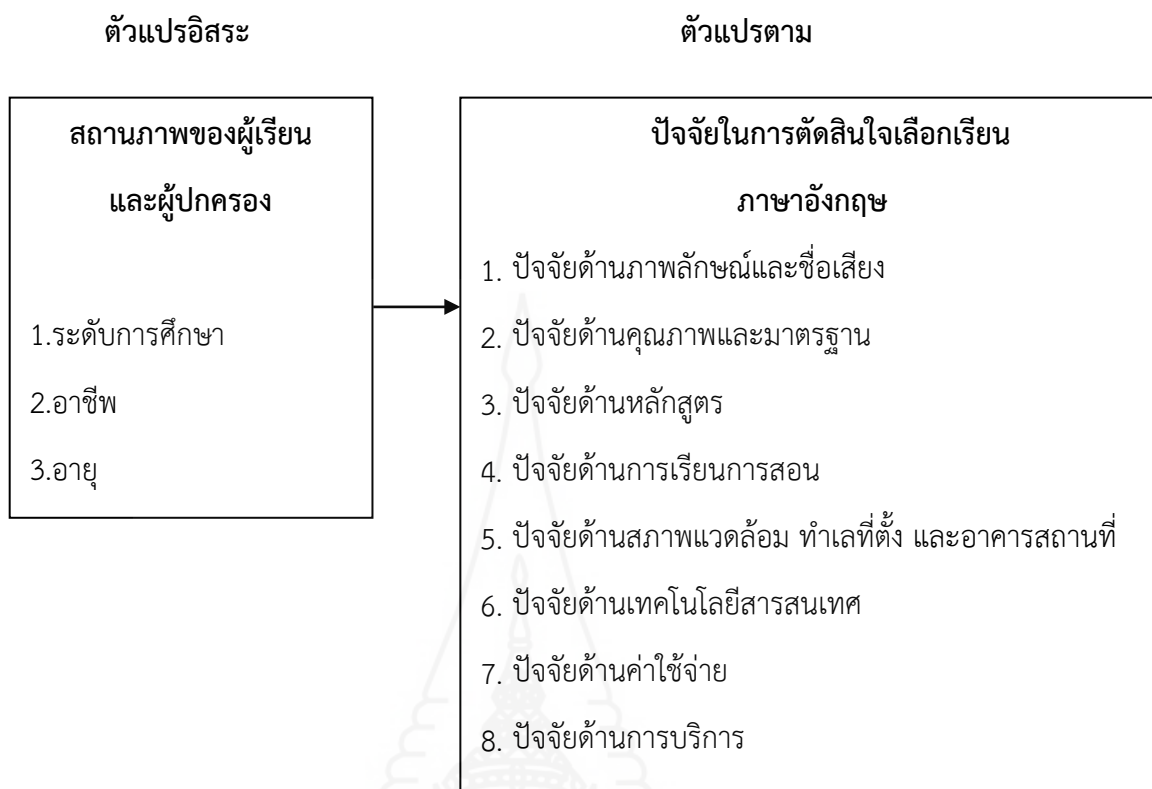 ตัวแปรอิสระ
ตัวแปรตาม
สถานภาพของผู้เรียน
และผู้ปกครอง
1.ระดับการศึกษา
2.อาชีพ
3.อายุ
ปัจจัยในการตัดสินใจเลือกเรียน
ภาษาอังกฤษ
1. ปัจจัยด้านภาพลักษณ์และชื่อเสียง
2. ปัจจัยด้านคุณภาพและมาตรฐาน
3. ปัจจัยด้านหลักสูตร
4. ปัจจัยด้านการเรียนการสอน
5. ปัจจัยด้านสภาพแวดล้อม ทำเลที่ตั้ง และอาคารสถานที่
6. ปัจจัยด้านเทคโนโลยีสารสนเทศ
7. ปัจจัยด้านค่าใช้จ่าย
8. ปัจจัยด้านการบริการ